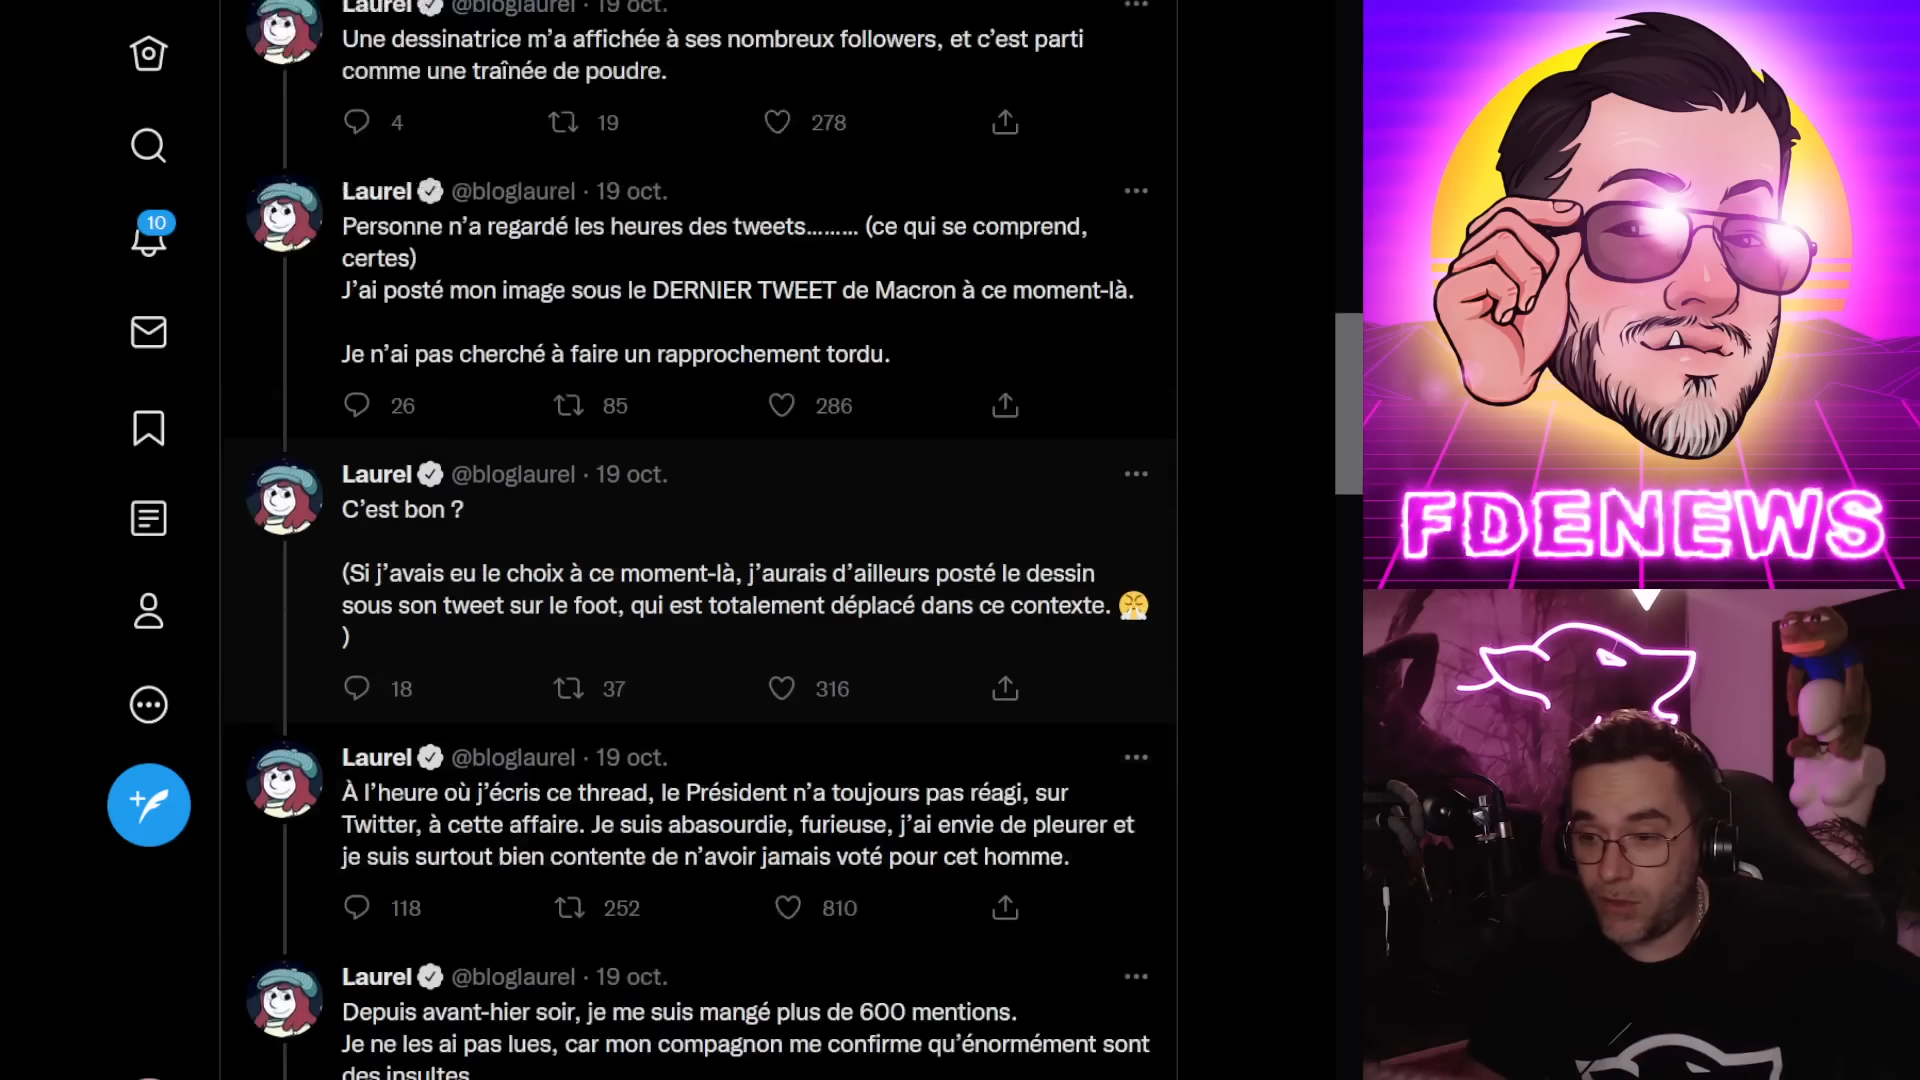 Laurel @bloglaurel · 19 oct.
Une dessinatrice m’a affichée à ses nombreux followers, et c’est parti
comme une traînée de poudre.
4 19 278
Laurel @bloglaurel · 19 oct.
Personne n’a regardé les heures des tweets......... (ce qui se comprend,
certes)
J’ai posté mon image sous le DERNIER TWEET de Macron à ce moment-là.
Je n’ai pas cherché à faire un rapprochement tordu.
26 85 286
Laurel @bloglaurel · 19 oct.
C’est bon ?
(Si j’avais eu le choix à ce moment-là, j’aurais d’ailleurs posté le dessin
sous son tweet sur le foot, qui est totalement déplacé dans ce contexte. 😤
)
18 37 316
Laurel @bloglaurel · 19 oct.
À l’heure où j’écris ce thread, le Président n’a toujours pas réagi, sur
Twitter, à cette affaire. Je suis abasourdie, furieuse, j’ai envie de pleurer et
je suis surtout bien contente de n’avoir jamais voté pour cet homme.
118 252 810
Laurel @bloglaurel · 19 oct.
Depuis avant-hier soir, je me suis mangé plus de 600 mentions.
Je ne les ai pas lues, car mon compagnon me confirme qu’énormément sont
des insultes
10
FDENEWS